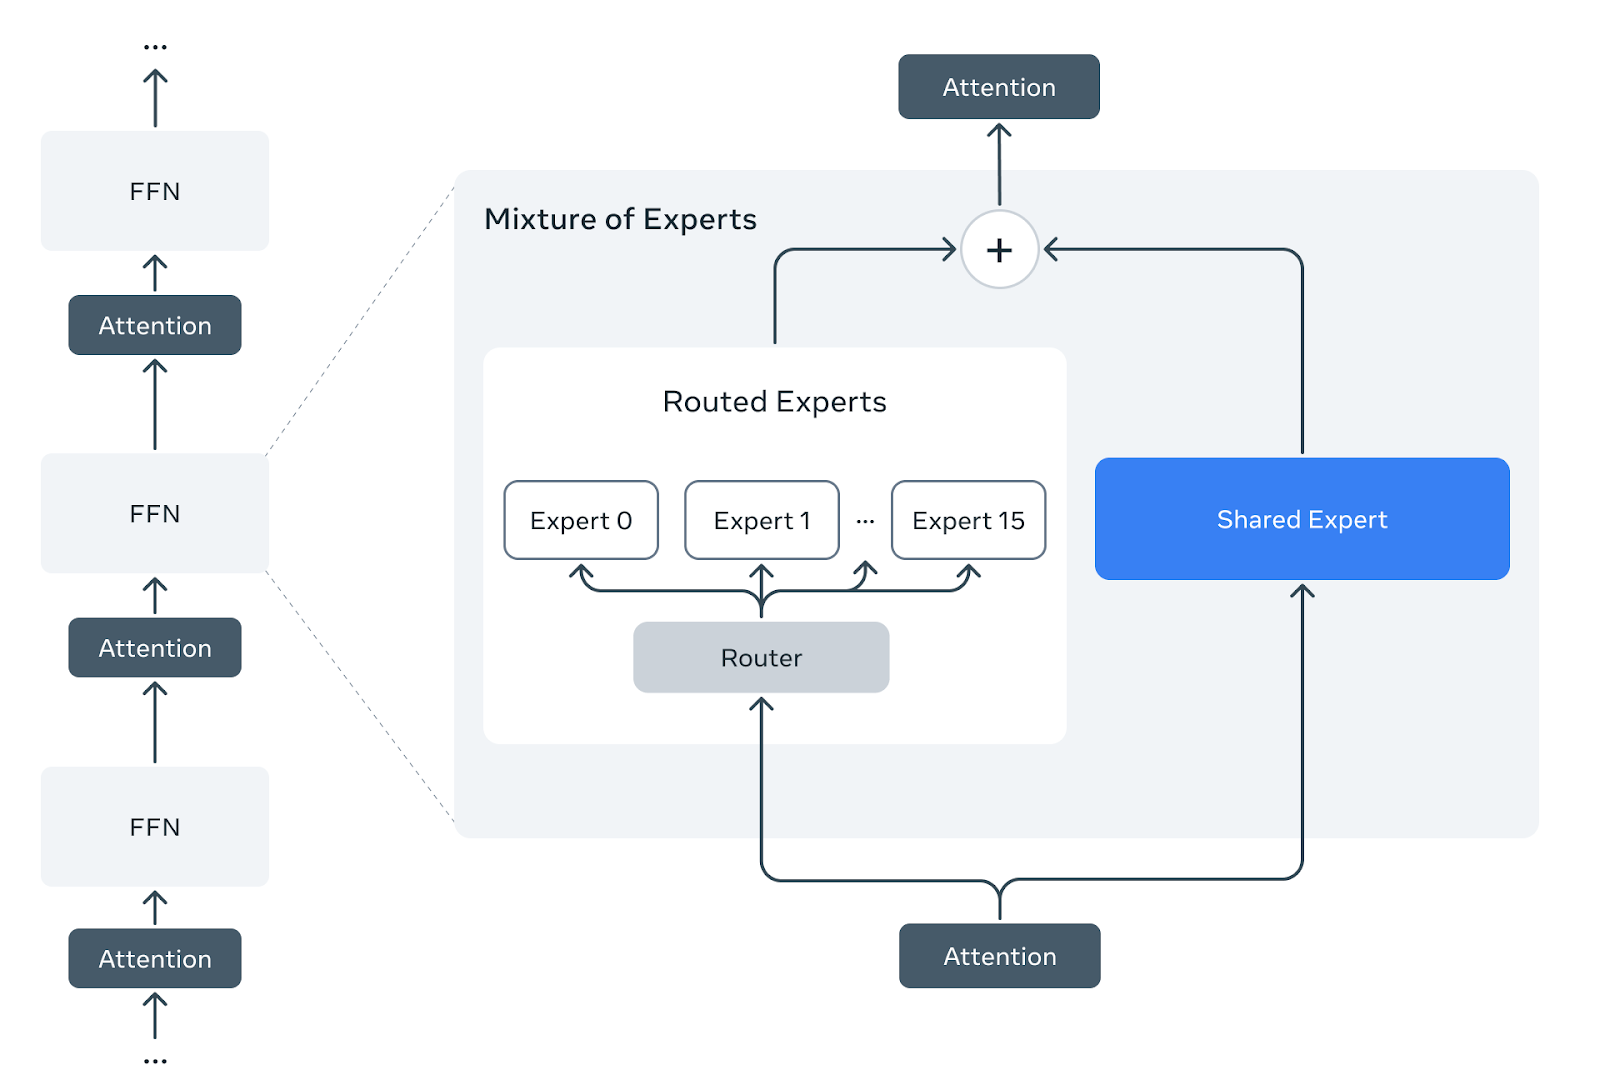 ...
FFN
Attention
FFN
Attention
FFN
Attention
...
Attention
Mixture of Experts
+
Routed Experts
Expert 0
Expert 1
...
Expert 15
Router
Shared Expert
Attention